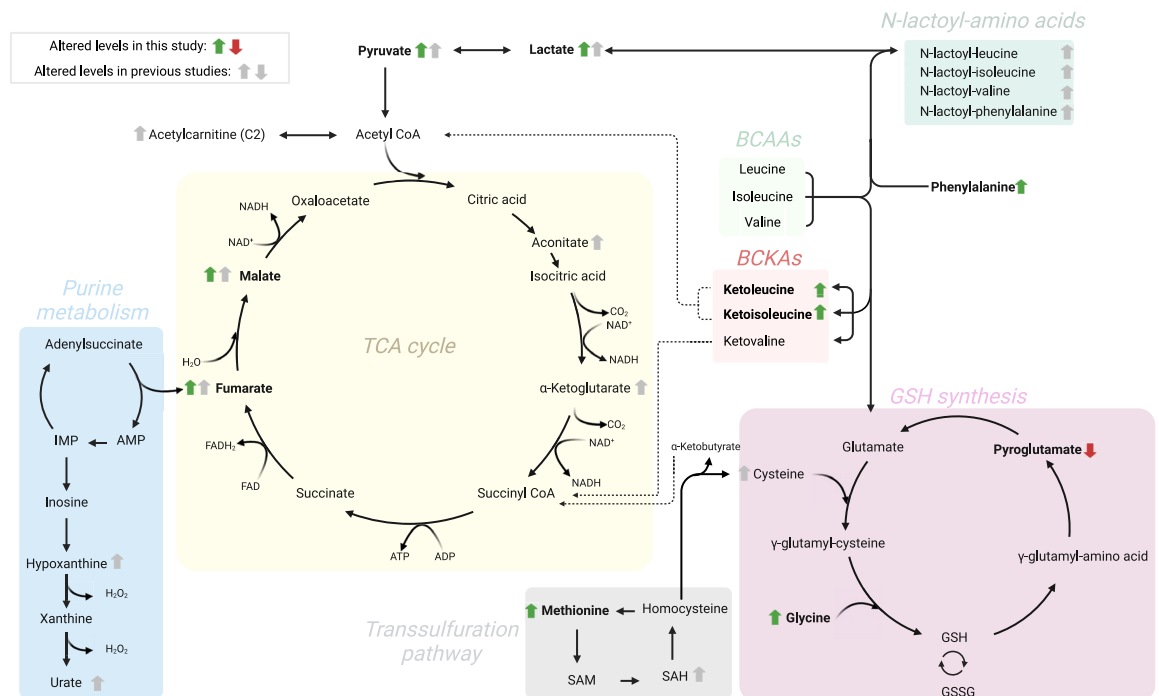 N-lactoyl-amino acids
Altered levels in this study:
Altered levels in previous studies:
Pyruvate
Lactate
N-lactoyl-leucine
N-lactoyl-isoleucine
N-lactoyl-valine
N-lactoyl-phenylalanine
Acetylcarnitine (C2)
Acetyl CoA
BCAAs
Leucine
Isoleucine
Valine
Phenylalanine
Oxaloacetate
Citric acid
NADH
NAD⁺
Aconitate
Isocitric acid
Malate
BCKAs
Ketoleucine
Ketoisoleucine
Ketovaline
CO₂
NAD⁺
NADH
Purine
metabolism
Adenylsuccinate
TCA cycle
H₂O
Fumarate
α-Ketoglutarate
GSH synthesis
IMP
AMP
FADH₂
FAD
CO₂
NAD⁺
NADH
α-Ketobutyrate
Glutamate
Pyroglutamate
Cysteine
Inosine
Succinate
Succinyl CoA
ATP
ADP
γ-glutamyl-cysteine
γ-glutamyl-amino acid
Hypoxanthine
H₂O₂
Xanthine
H₂O₂
Urate
Transsulfuration
pathway
Methionine
Homocysteine
SAM
SAH
Glycine
GSH
GSSG